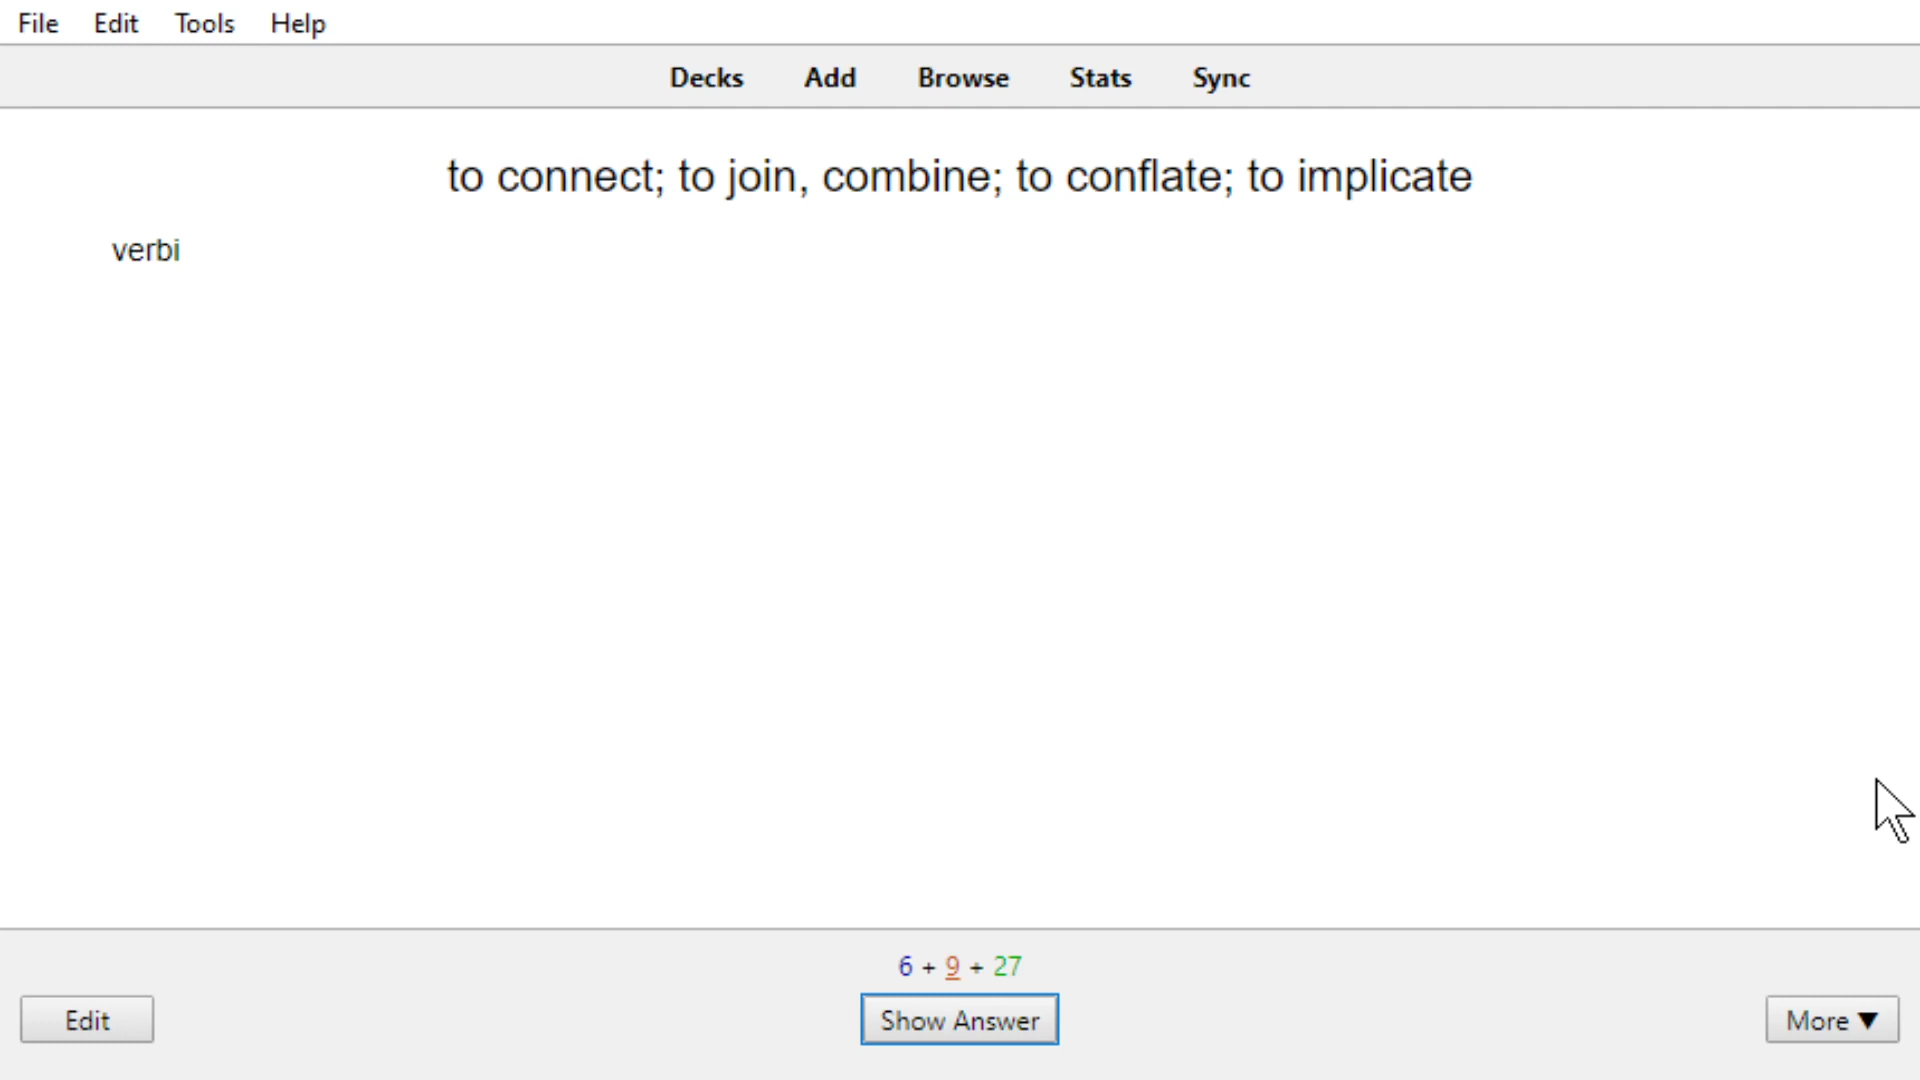 File Edit Tools Help
Decks Add Browse Stats Sync
to connect; to join, combine; to conflate; to implicate
verbi
6 + 9 + 27
Edit Show Answer More ▼